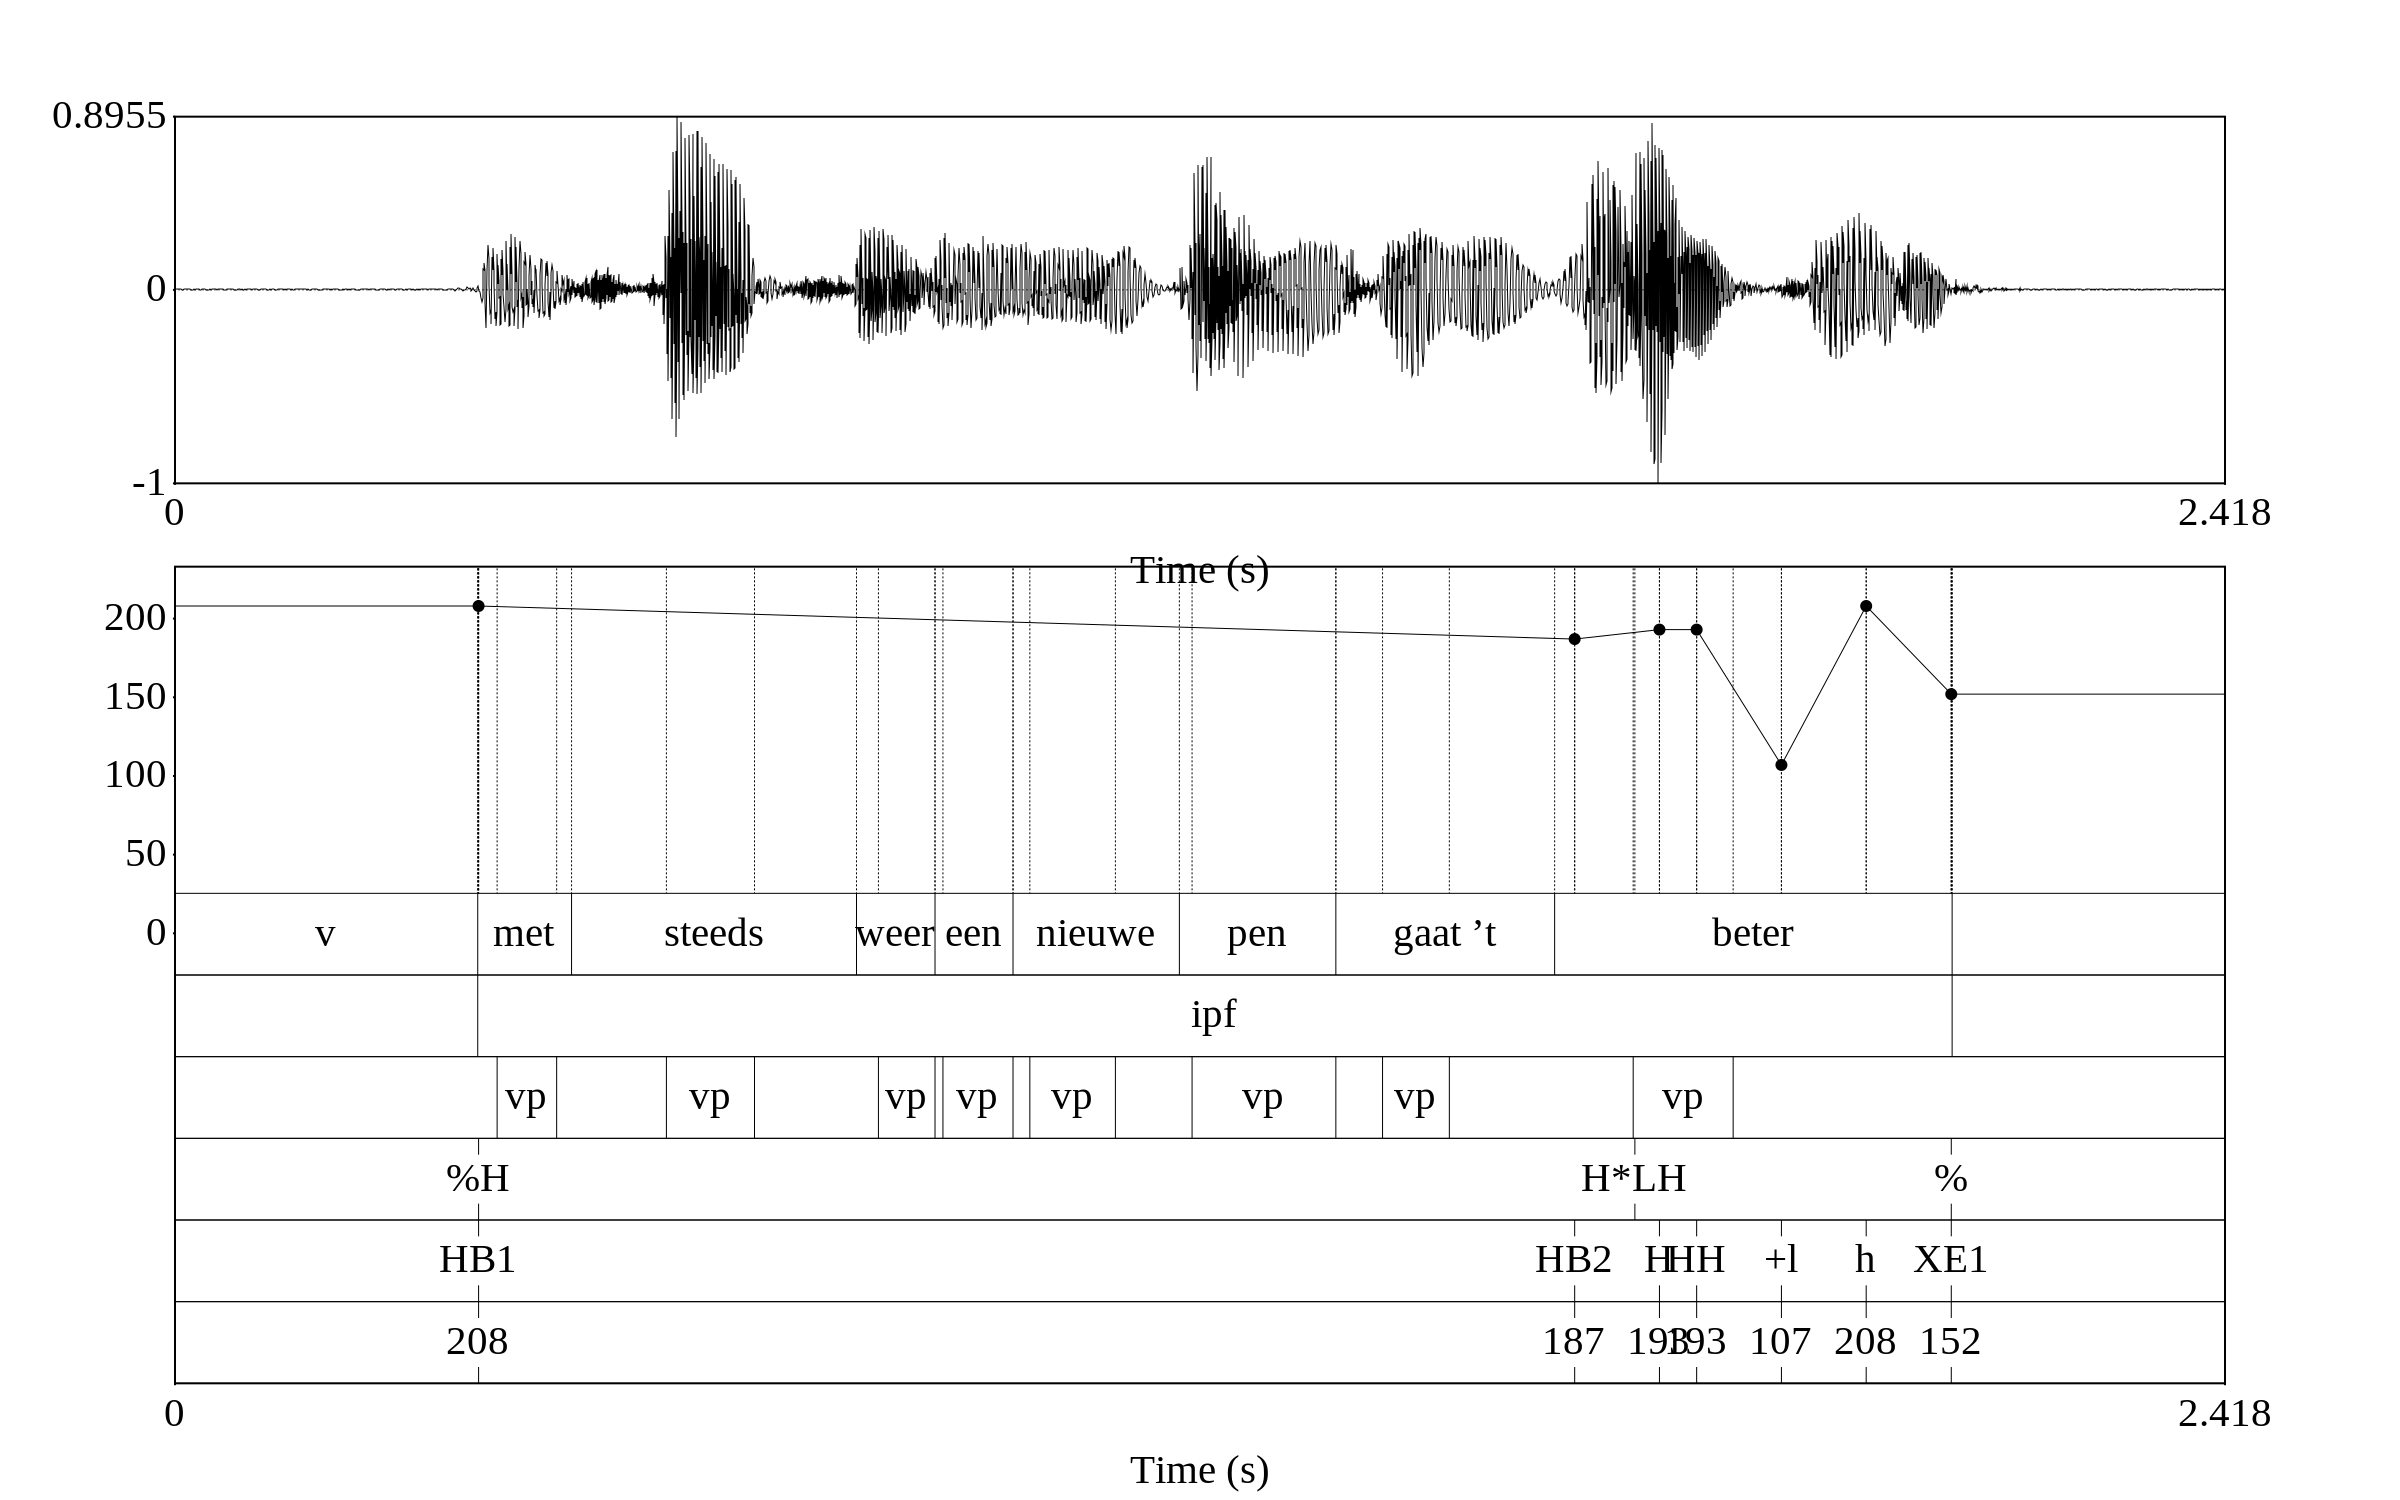 0.8955
0
-1
0 2.418
Time (s)
200
150
100
50
0
v met steeds weer een nieuwe pen gaat ’t beter
ipf
vp vp vp vp vp vp vp vp
%H H*LH %
HB1 HB2 H HH +l h XE1
208 187 193 193 107 208 152
0 2.418
Time (s)